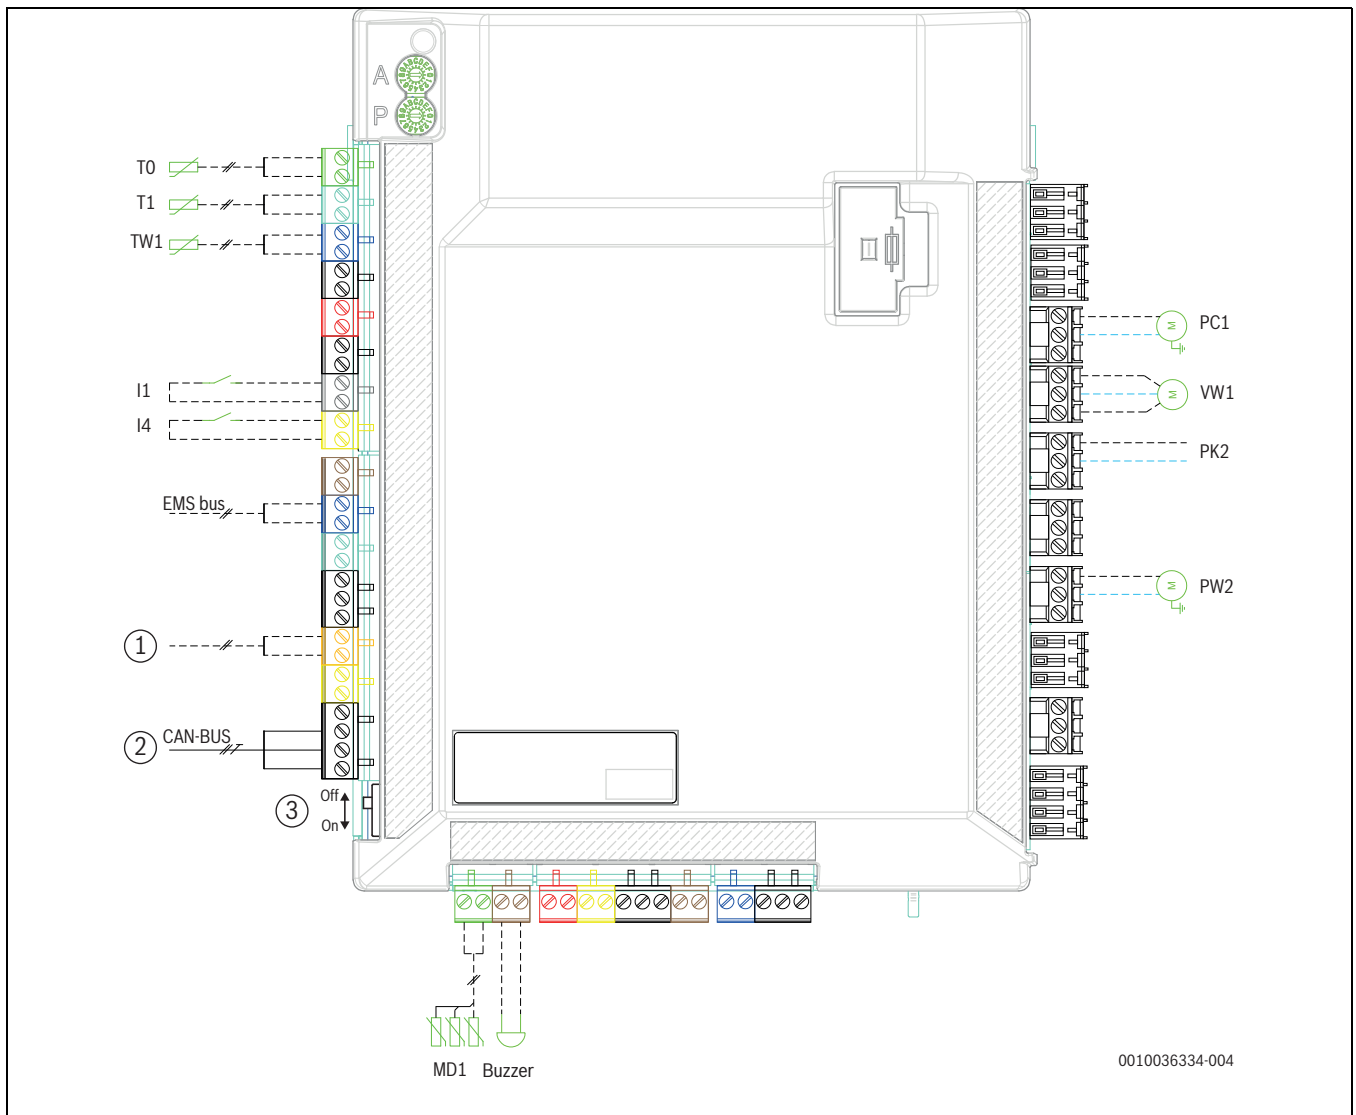 A
P
T0
T1
TW1
I1
I4
EMS bus
1
2 CAN-BUS
3 Off
On
PC1
M
VW1
M
PK2
PW2
M
MD1 Buzzer
0010036334-004